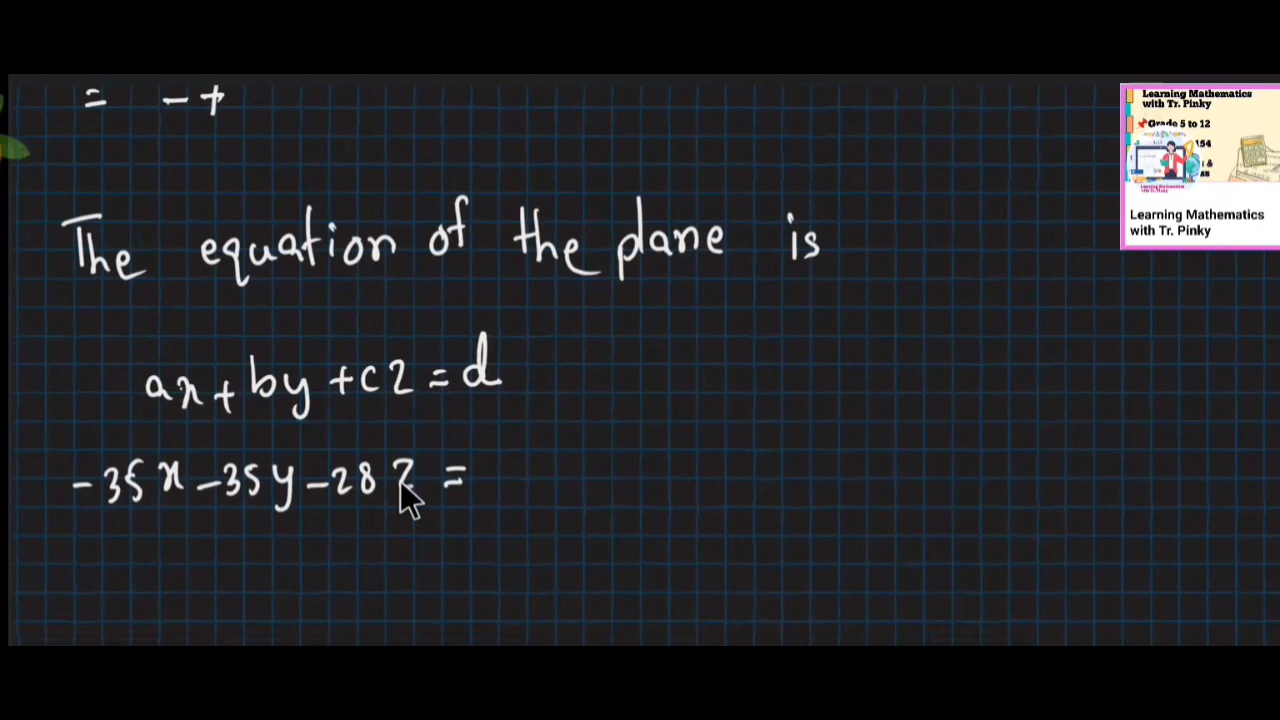 = - +
The equation of the plane is
ax + by + cz = d
-35x - 35y - 28z =
Learning Mathematics
with Tr. Pinky
Grade 5 to 12
154
Learning Mathematics
with Tr. Pinky